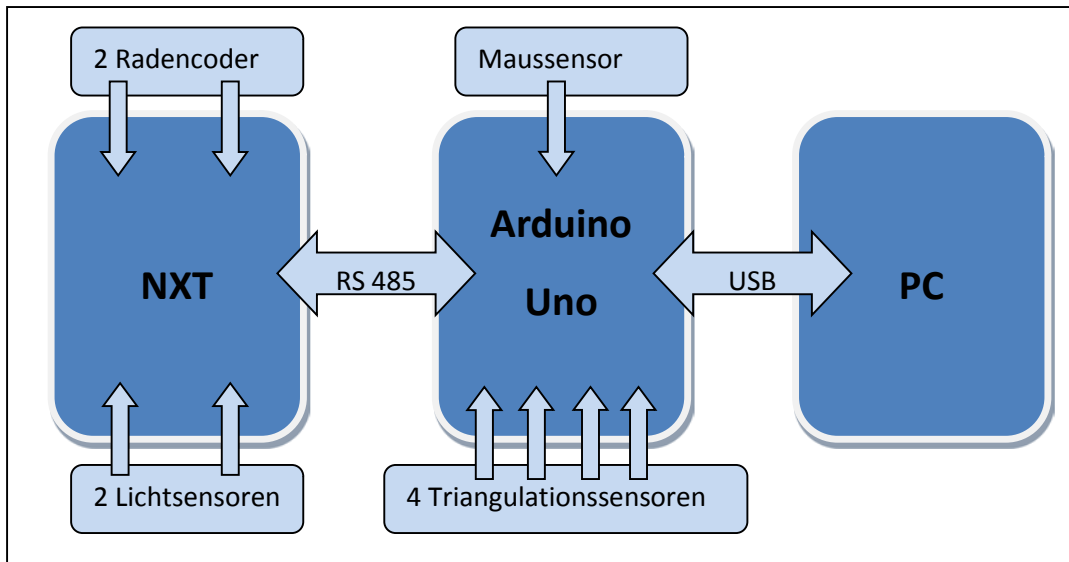 2 Radencoder
Maussensor
NXT
RS 485
Arduino
Uno
USB
PC
2 Lichtsensoren
4 Triangulationssensoren